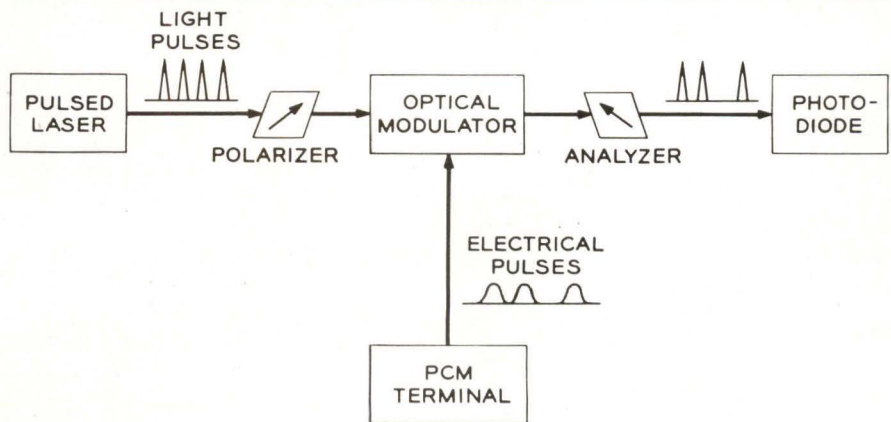 LIGHT
PULSES
PULSED
LASER
POLARIZER
OPTICAL
MODULATOR
ANALYZER
PHOTO-
DIODE
ELECTRICAL
PULSES
PCM
TERMINAL